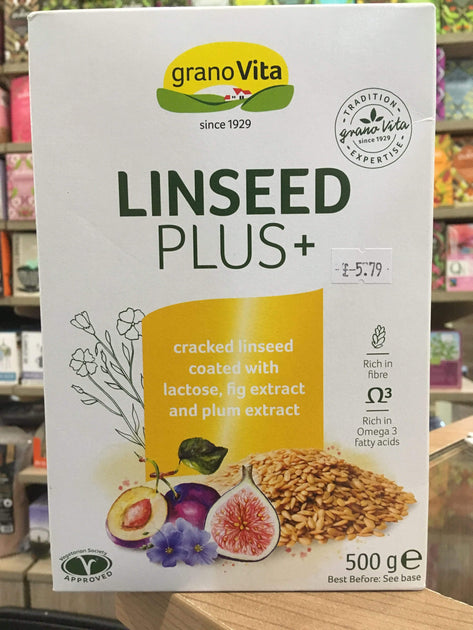 granoVita
since 1929
TRADITION
grano Vita
since 1929
EXPERTISE
LINSEED
PLUS+
£5.79
cracked linseed
coated with
lactose, fig extract
and plum extract
Rich in
fibre
Ω3
Rich in
Omega 3
fatty acids
Vegetarian Society
V
APPROVED
500 g e
Best Before: See base